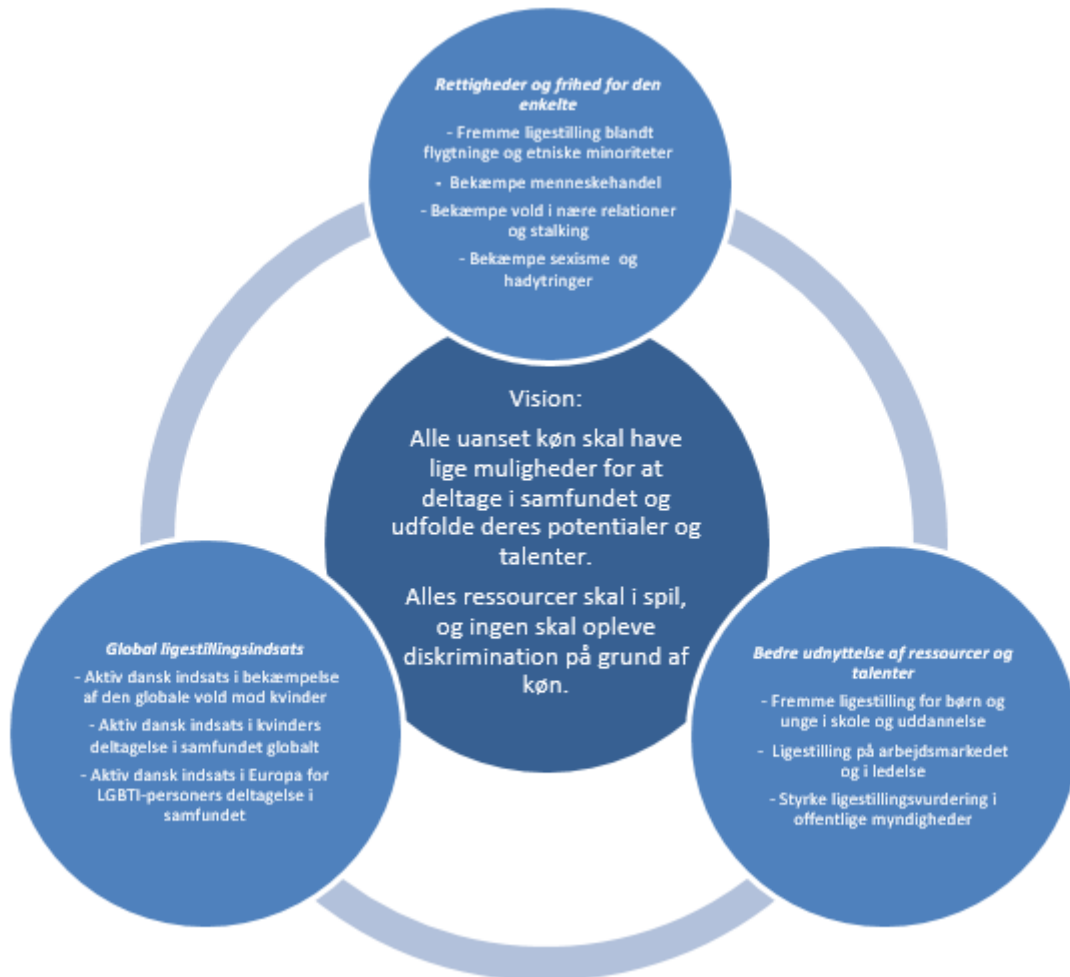 Rettigheder og frihed for den
enkelte
- Fremme ligestilling blandt
flygtninge og etniske minoriteter
- Bekæmpe menneskehandel
- Bekæmpe vold i nære relationer
og stalking
- Bekæmpe sexisme og
hadytringer
Vision:
Alle uanset køn skal have
lige muligheder for at
deltage i samfundet og
udfolde deres potentialer og
talenter.
Alles ressourcer skal i spil,
og ingen skal opleve
diskrimination på grund af
køn.
Global ligestillingsindsats
- Aktiv dansk indsats i bekæmpelse
af den globale vold mod kvinder
- Aktiv dansk indsats i kvinders
deltagelse i samfundet globalt
- Aktiv dansk indsats i Europa for
LGBTI-personers deltagelse i
samfundet
Bedre udnyttelse af ressourcer og
talenter
- Fremme ligestilling for børn og
unge i skole og uddannelse
- Ligestilling på arbejdsmarkedet
og i ledelse
- Styrke ligestillingsvurdering i
offentlige myndigheder